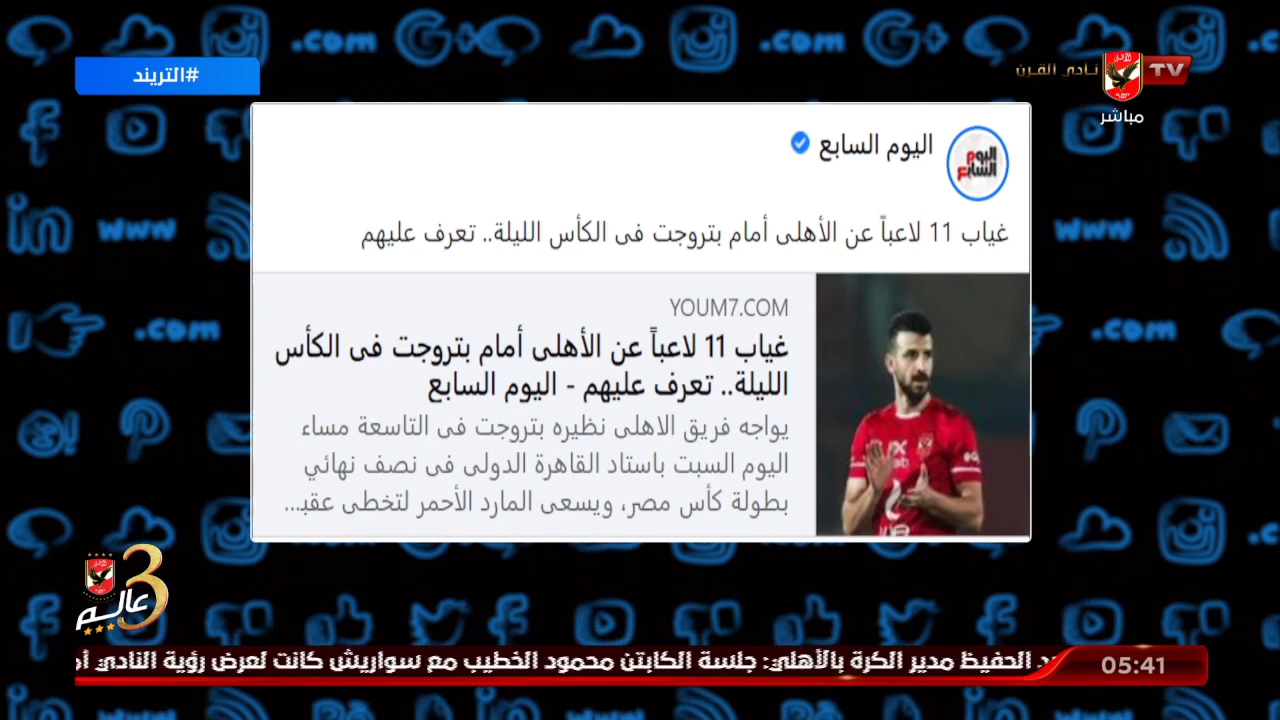 #التريند
نادي القرن
TV
مباشر
اليوم السابع
غياب 11 لاعباً عن الأهلى أمام بتروجت فى الكأس الليلة.. تعرف عليهم
YOUM7.COM
غياب 11 لاعباً عن الأهلى أمام بتروجت فى الكأس
الليلة.. تعرف عليهم - اليوم السابع
يواجه فريق الاهلى نظيره بتروجت فى التاسعة مساء
اليوم السبت باستاد القاهرة الدولى فى نصف نهائي
بطولة كأس مصر، ويسعى المارد الأحمر لتخطى عقبـ...
3
عالم
الحفيظ مدير الكرة بالأهلي: جلسة الكابتن محمود الخطيب مع سواريش كانت لعرض رؤية النادي
05:41